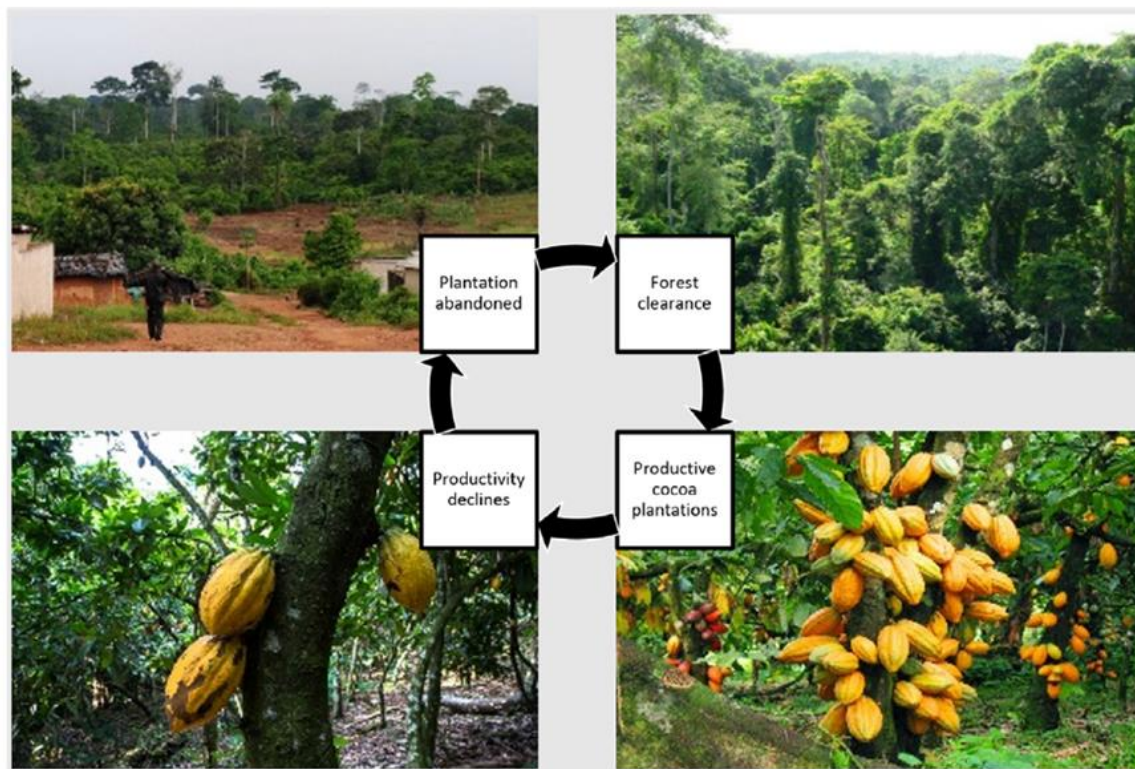 Plantation
abandoned
Forest
clearance
Productivity
declines
Productive
cocoa
plantations